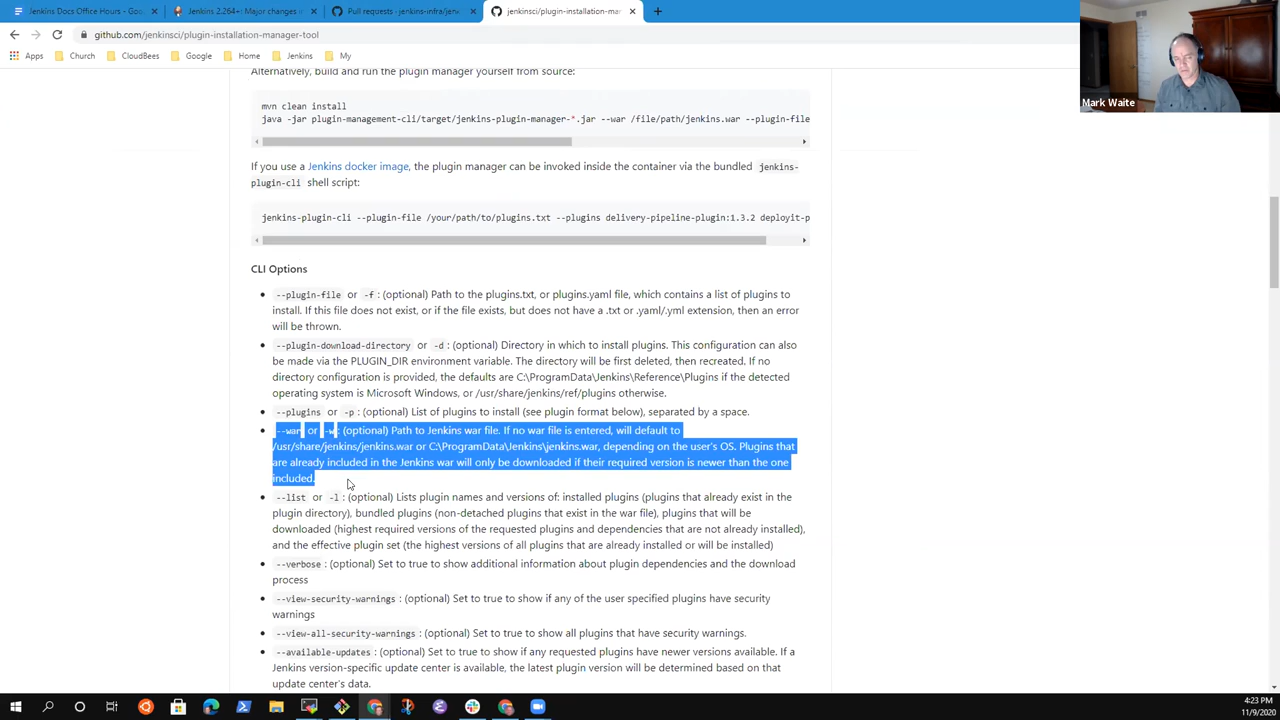 Jenkins Docs Office Hours - Goo
Jenkins 2.264+: Major changes in
Pull requests · jenkins-infra/jen
jenkinsci/plugin-installation-man
github.com/jenkinsci/plugin-installation-manager-tool
Apps Church CloudBees Google Home Jenkins My
Mark Waite
Alternatively, build and run the plugin manager yourself from source:
mvn clean install
java -jar plugin-management-cli/target/jenkins-plugin-manager-*.jar --war /file/path/jenkins.war --plugin-file
If you use a Jenkins docker image, the plugin manager can be invoked inside the container via the bundled jenkins-
plugin-cli shell script:
jenkins-plugin-cli --plugin-file /your/path/to/plugins.txt --plugins delivery-pipeline-plugin:1.3.2 deployit-p
CLI Options
--plugin-file or -f : (optional) Path to the plugins.txt, or plugins.yaml file, which contains a list of plugins to
install. If this file does not exist, or if the file exists, but does not have a .txt or .yaml/.yml extension, then an error
will be thrown.
--plugin-download-directory or -d : (optional) Directory in which to install plugins. This configuration can also
be made via the PLUGIN_DIR environment variable. The directory will be first deleted, then recreated. If no
directory configuration is provided, the defaults are C:\ProgramData\Jenkins\Reference\Plugins if the detected
operating system is Microsoft Windows, or /usr/share/jenkins/ref/plugins otherwise.
--plugins or -p : (optional) List of plugins to install (see plugin format below), separated by a space.
--war or -w : (optional) Path to Jenkins war file. If no war file is entered, will default to
/usr/share/jenkins/jenkins.war or C:\ProgramData\Jenkins\jenkins.war, depending on the user's OS. Plugins that
are already included in the Jenkins war will only be downloaded if their required version is newer than the one
included.
--list or -l : (optional) Lists plugin names and versions of: installed plugins (plugins that already exist in the
plugin directory), bundled plugins (non-detached plugins that exist in the war file), plugins that will be
downloaded (highest required versions of the requested plugins and dependencies that are not already installed),
and the effective plugin set (the highest versions of all plugins that are already installed or will be installed)
--verbose : (optional) Set to true to show additional information about plugin dependencies and the download
process
--view-security-warnings : (optional) Set to true to show if any of the user specified plugins have security
warnings
--view-all-security-warnings : (optional) Set to true to show all plugins that have security warnings.
--available-updates : (optional) Set to true to show if any requested plugins have newer versions available. If a
Jenkins version-specific update center is available, the latest plugin version will be determined based on that
update center's data.
4:23 PM
11/9/2020